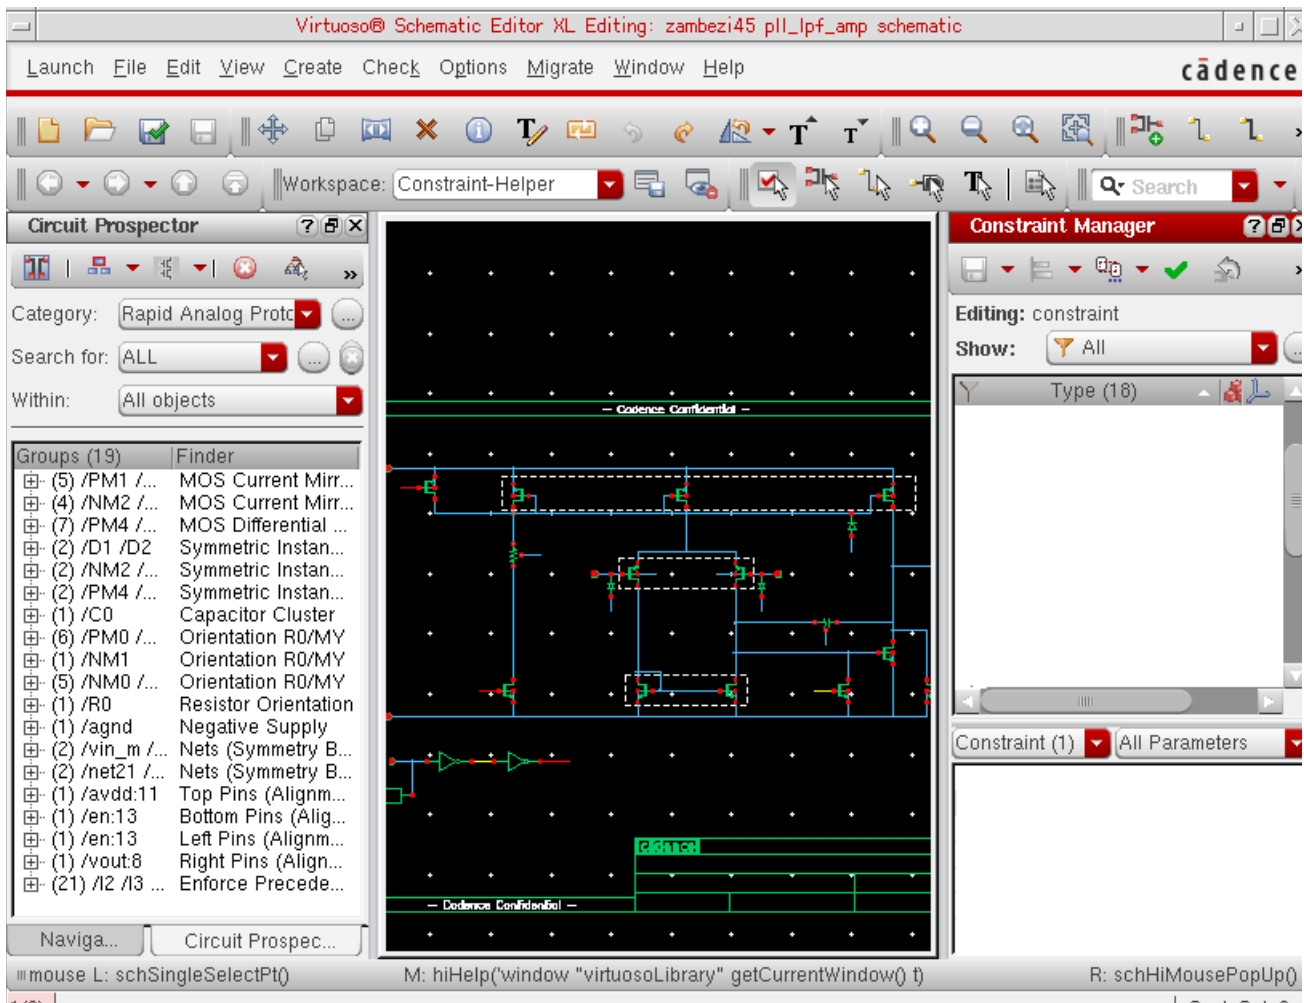 Virtuoso® Schematic Editor XL Editing: zambezi45 pll_lpf_amp schematic
Launch File Edit View Create Check Options Migrate Window Help
cādence
Workspace: Constraint-Helper
Search
Circuit Prospector
Category: Rapid Analog Protc
Search for: ALL
Within: All objects
Groups (19) Finder
(5) /PM1 /... MOS Current Mirr...
(4) /NM2 /... MOS Current Mirr...
(7) /PM4 /... MOS Differential ...
(2) /D1 /D2 Symmetric Instan...
(2) /NM2 /... Symmetric Instan...
(2) /PM4 /... Symmetric Instan...
(1) /C0 Capacitor Cluster
(6) /PM0 /... Orientation R0/MY
(1) /NM1 Orientation R0/MY
(5) /NM0 /... Orientation R0/MY
(1) /R0 Resistor Orientation
(1) /agnd Negative Supply
(2) /vin_m /... Nets (Symmetry B...
(2) /net21 /... Nets (Symmetry B...
(1) /avdd:11 Top Pins (Alignm...
(1) /en:13 Bottom Pins (Alig...
(1) /en:13 Left Pins (Alignm...
(1) /vout:8 Right Pins (Align...
(21) /I2 /I3 ... Enforce Precede...
Naviga...
Circuit Prospec...
— Cadence Confidential —
cadence
— Cadence Confidential —
Constraint Manager
Editing: constraint
Show: All
Type (18)
Constraint (1) All Parameters
mouse L: schSingleSelectPt() M: hiHelp('window "virtuosoLibrary" getCurrentWindow() t) R: schHiMousePopUp()